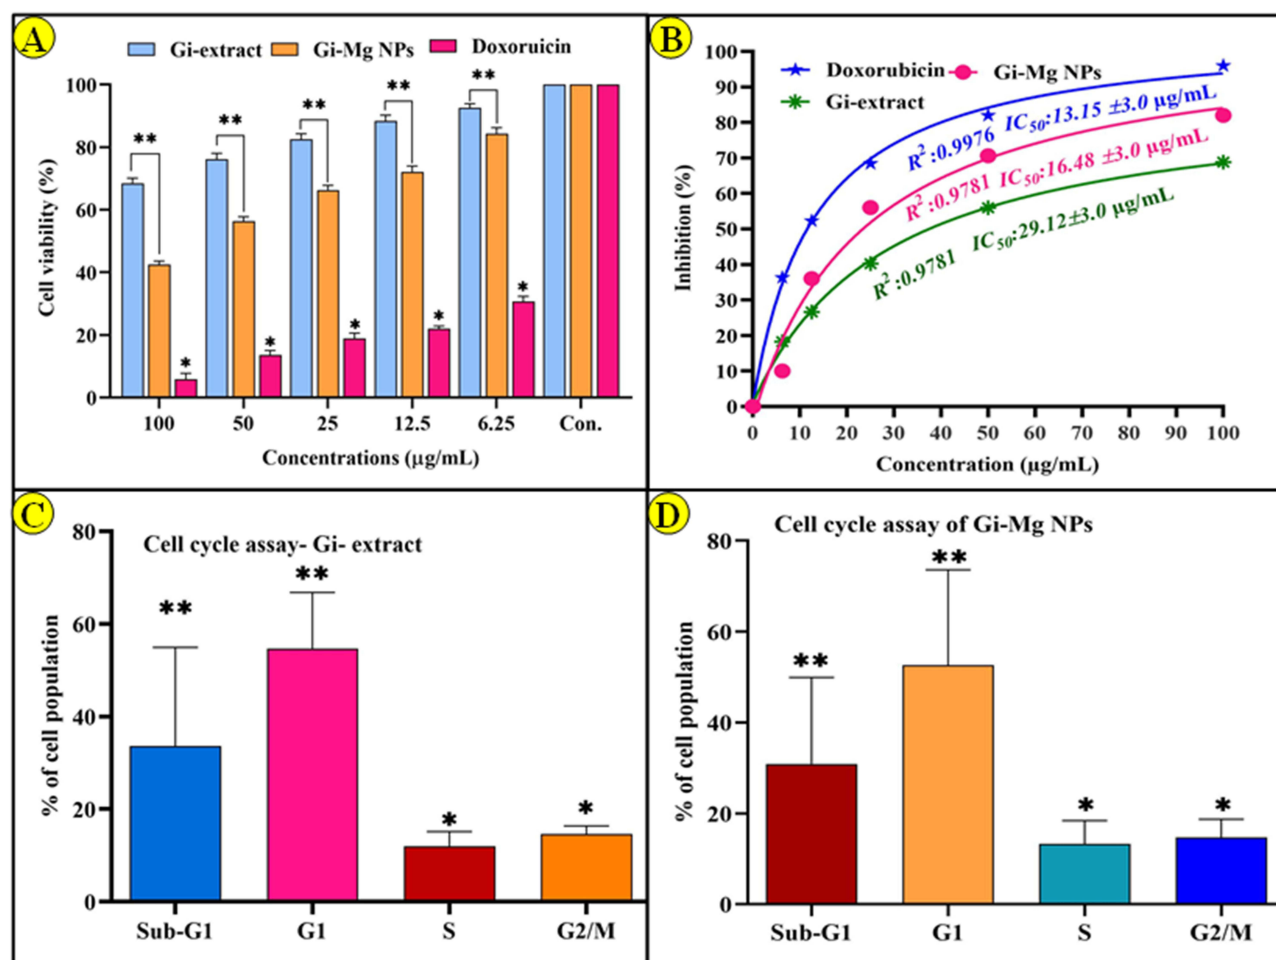 A
Gi-extract Gi-Mg NPs Doxoruicin
Cell viability (%)
100
80
60
40
20
0
** ** ** ** **
* * * * *
100 50 25 12.5 6.25 Con.
Concentrations (µg/mL)
B
Doxorubicin Gi-Mg NPs
Gi-extract
Inhibition (%)
100
90
80
70
60
50
40
30
20
10
0
R²:0.9976 IC50:13.15 ±3.0 µg/mL
R²:0.9781 IC50:16.48 ±3.0 µg/mL
R²:0.9781 IC50:29.12±3.0 µg/mL
0 10 20 30 40 50 60 70 80 90 100
Concentration (µg/mL)
C
Cell cycle assay- Gi- extract
% of cell population
80
60
40
20
0
** ** * *
Sub-G1 G1 S G2/M
D
Cell cycle assay of Gi-Mg NPs
% of cell population
80
60
40
20
0
** ** * *
Sub-G1 G1 S G2/M